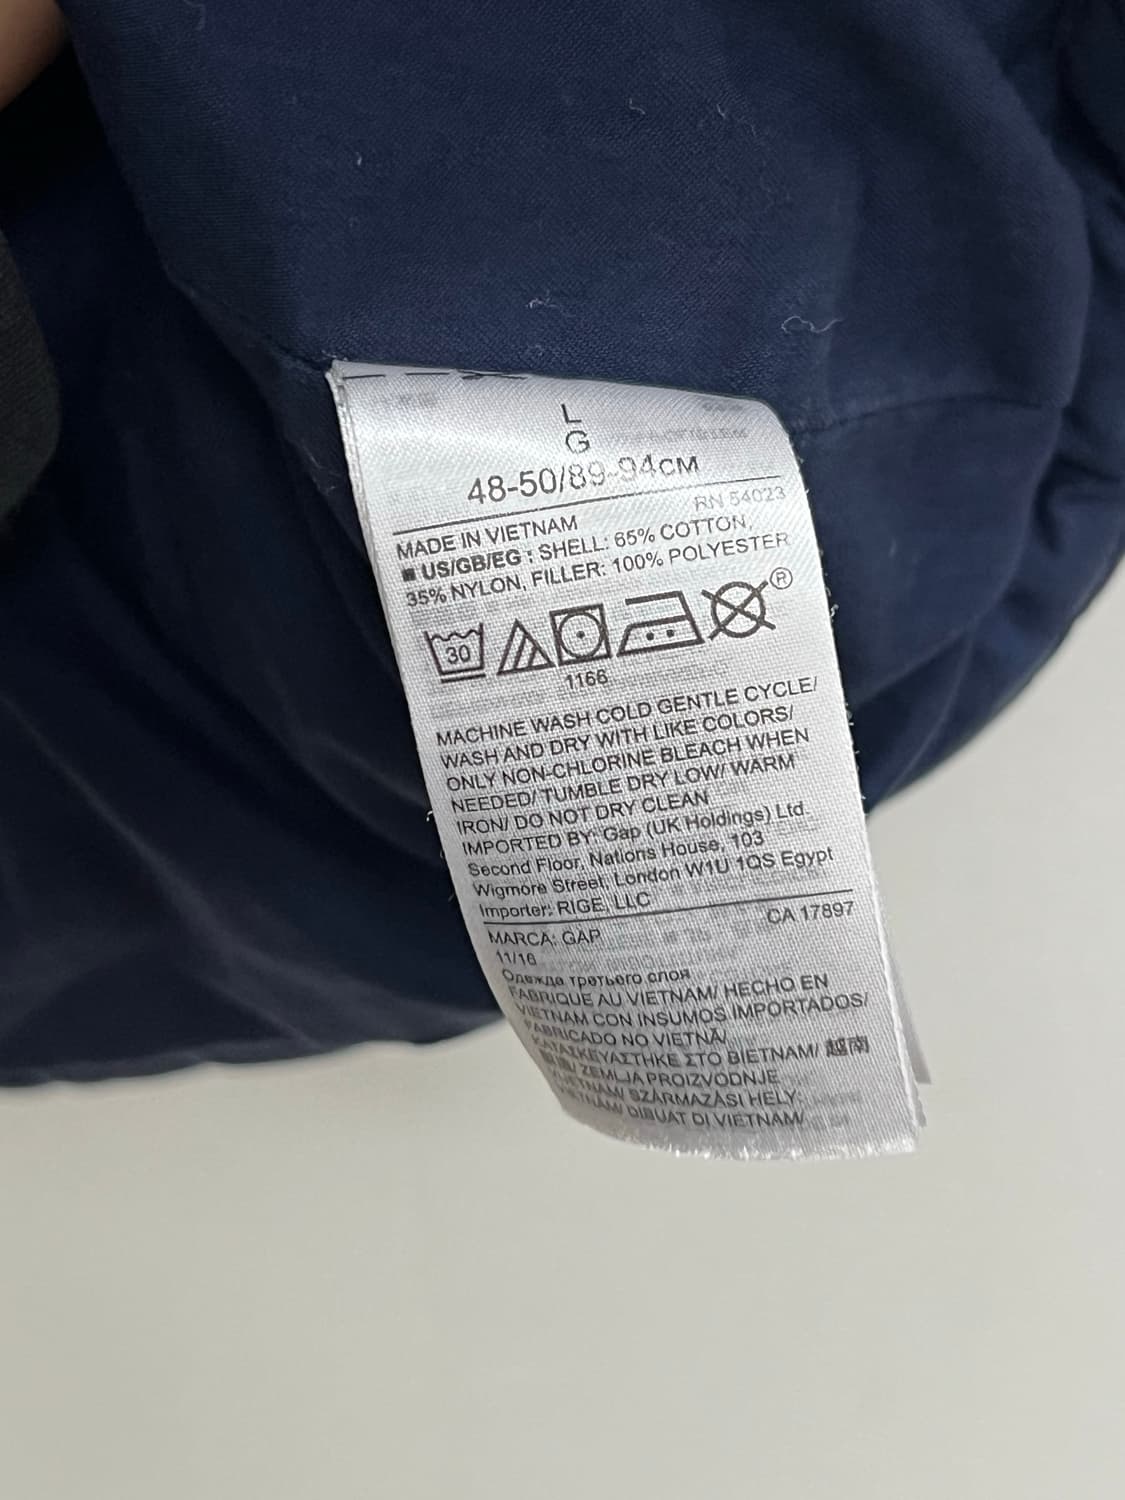 L
G
48-50/89-94CM
RN 54023
MADE IN VIETNAM
■ US/GB/EG : SHELL: 65% COTTON,
35% NYLON, FILLER: 100% POLYESTER
30
®
1166
MACHINE WASH COLD GENTLE CYCLE/
WASH AND DRY WITH LIKE COLORS/
ONLY NON-CHLORINE BLEACH WHEN
NEEDED/ TUMBLE DRY LOW/ WARM
IRON/ DO NOT DRY CLEAN
IMPORTED BY: Gap (UK Holdings) Ltd.
Second Floor, Nations House, 103
Wigmore Street, London W1U 1QS Egypt
Importer: RIGE, LLC
CA 17897
MARCA: GAP
11/16
Одежда третьего слоя
FABRIQUE AU VIETNAM/ HECHO EN
VIETNAM CON INSUMOS IMPORTADOS/
FABRICADO NO VIETNÃ/
ΚΑΤΑΣΚΕΥΑΣΤΗΚΕ ΣΤΟ ΒΙΕΤΝΑΜ/ 越南
ZEMLJA PROIZVODNJE
VIJETNAM/ SZÁRMAZÁSI HELY:
VIETNÁM/ DIBUAT DI VIETNAM/